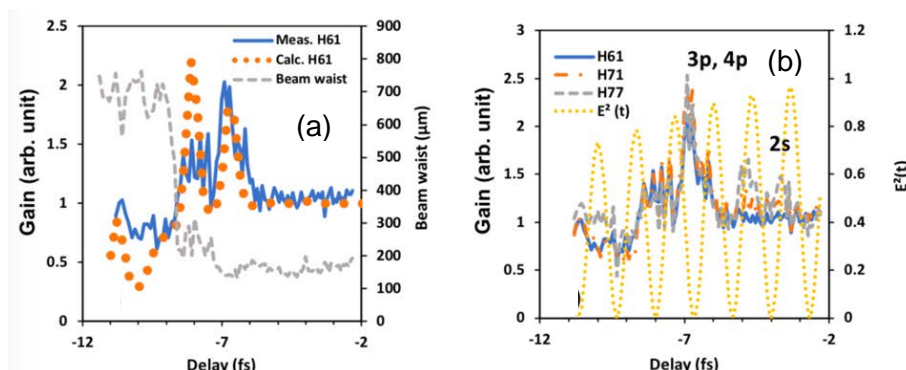 (a)
Meas. H61
Calc. H61
Beam waist
Gain (arb. unit)
2.5
2
1.5
1
0.5
0
Beam waist (µm)
900
800
700
600
500
400
300
200
100
0
-12
-7
-2
Delay (fs)
(b)
H61
H71
H77
E² (t)
3p, 4p
2s
Gain (arb. unit)
3
2.5
2
1.5
1
0.5
0
E²(t)
1.2
1
0.8
0.6
0.4
0.2
0
-12
-7
-2
Delay (fs)